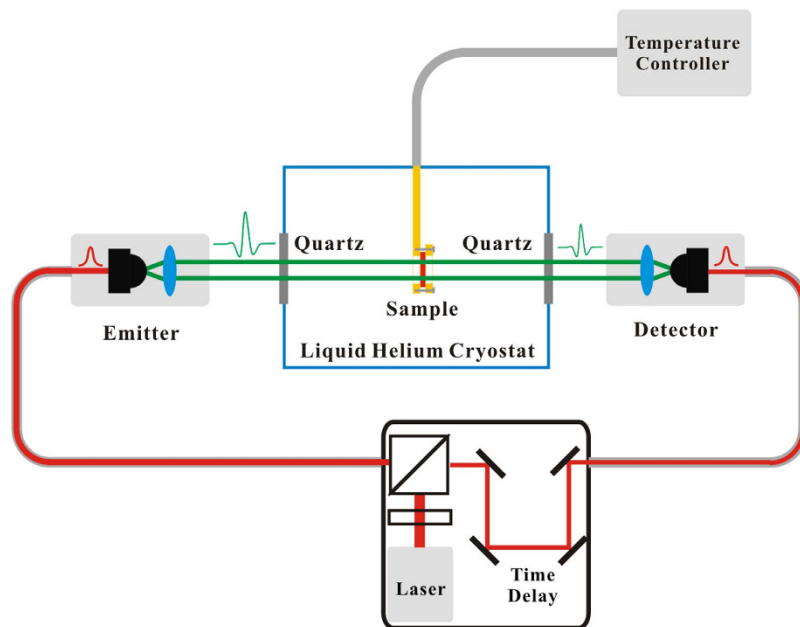 Temperature
Controller
Quartz
Quartz
Sample
Emitter
Detector
Liquid Helium Cryostat
Laser
Time
Delay